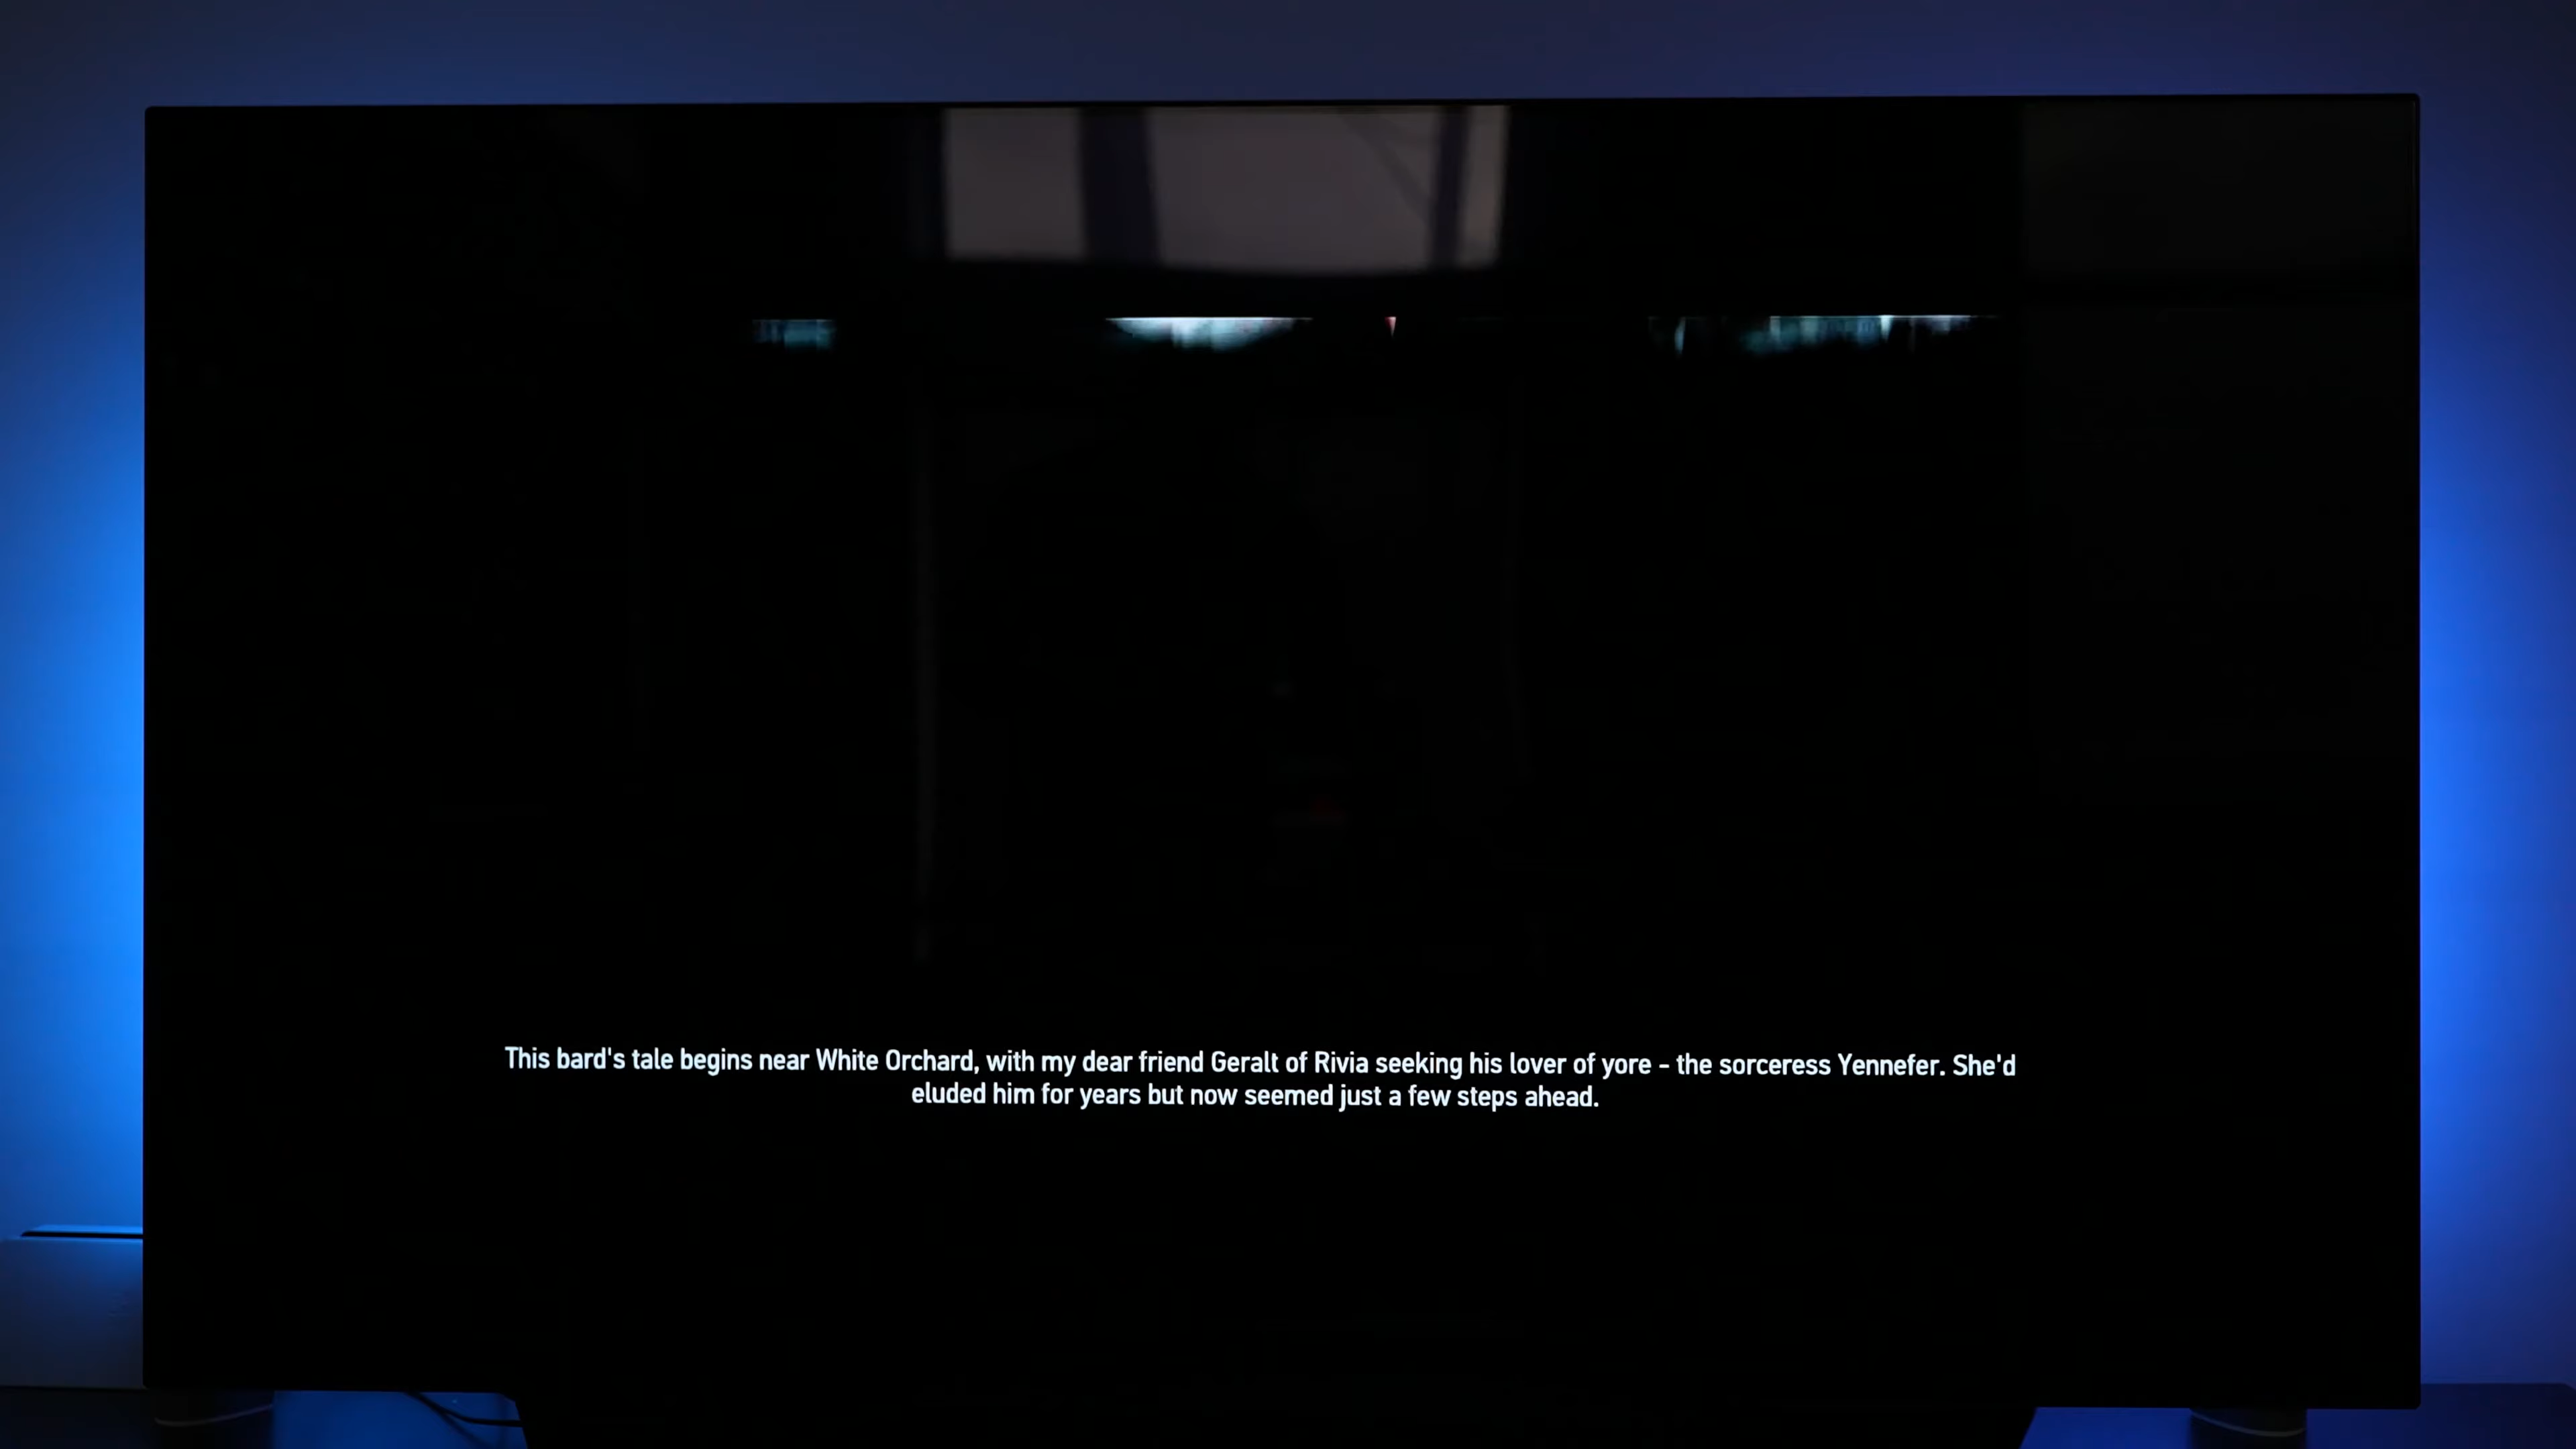 This bard's tale begins near White Orchard, with my dear friend Geralt of Rivia seeking his lover of yore - the sorceress Yennefer. She'd
eluded him for years but now seemed just a few steps ahead.